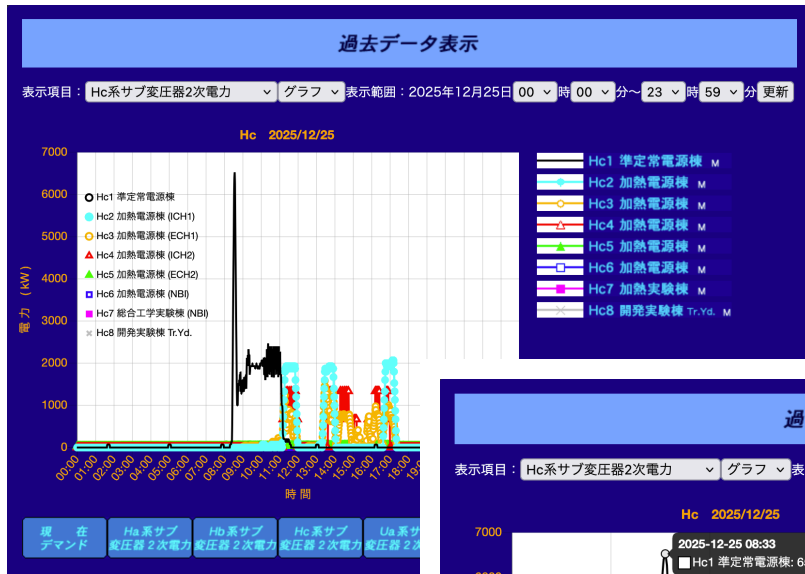 過去データ表示
表示項目： Hc系サブ変圧器2次電力 グラフ 表示範囲：2025年12月25日 00 時 00 分〜 23 時 59 分 更新
Hc 2025/12/25
7000
6000
5000
4000
3000
2000
1000
0
電力 (kW)
Hc1 準定常電源棟
Hc2 加熱電源棟 (ICH1)
Hc3 加熱電源棟 (ECH1)
Hc4 加熱電源棟 (ICH2)
Hc5 加熱電源棟 (ECH2)
Hc6 加熱電源棟 (NBI)
Hc7 総合工学実験棟 (NBI)
Hc8 開発実験棟 Tr.Yd.
00:00 01:00 02:00 03:00 04:00 05:00 06:00 07:00 08:00 09:00 10:00 11:00 12:00 13:00 14:00 15:00 16:00 17:00 18:00
時間
Hc1 準定常電源棟 M
Hc2 加熱電源棟 M
Hc3 加熱電源棟 M
Hc4 加熱電源棟 M
Hc5 加熱電源棟 M
Hc6 加熱電源棟 M
Hc7 加熱実験棟 M
Hc8 開発実験棟 Tr.Yd. M
現 在
デマンド
Ha系サブ
変圧器2次電力
Hb系サブ
変圧器2次電力
Hc系サブ
変圧器2次電力
Ua系サ
変圧器2次
過
表示項目： Hc系サブ変圧器2次電力 グラフ 表
Hc 2025/12/25
7000
2025-12-25 08:33
Hc1 準定常電源棟: 6